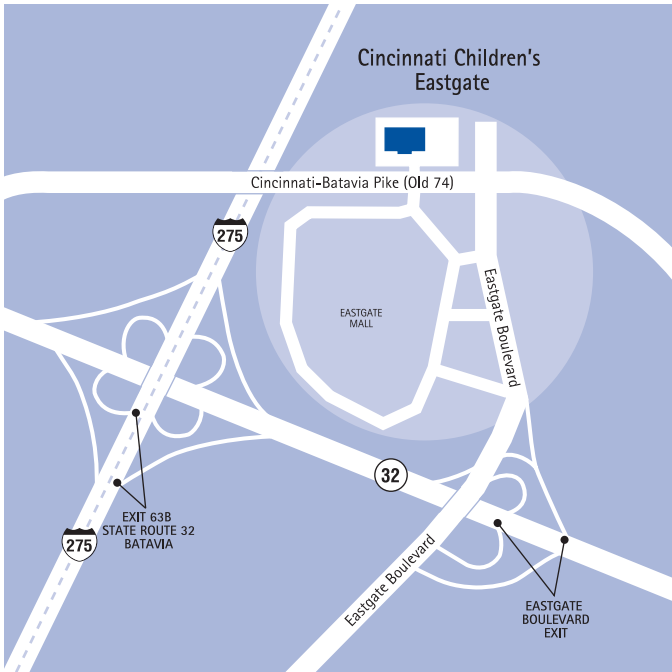 Cincinnati Children's
Eastgate
Cincinnati-Batavia Pike (Old 74)
275
EASTGATE
MALL
Eastgate Boulevard
32
EXIT 63B
STATE ROUTE 32
BATAVIA
275
Eastgate Boulevard
EASTGATE
BOULEVARD
EXIT